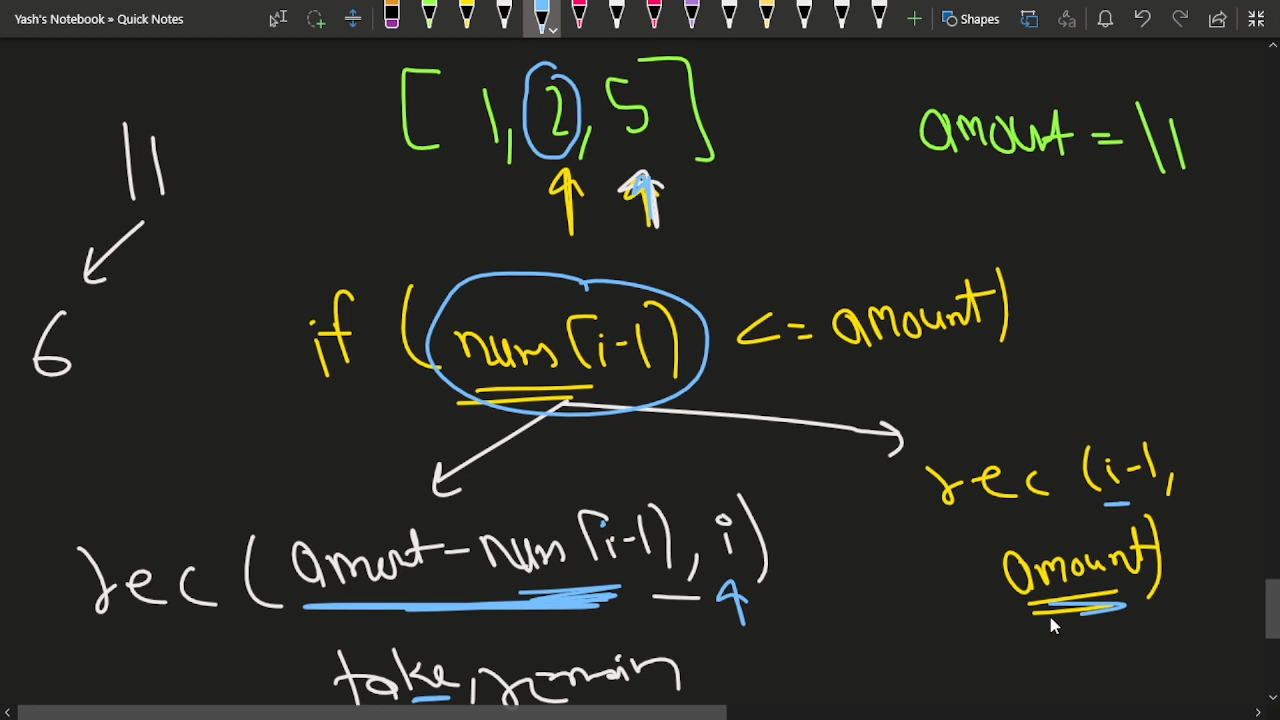 Yash's Notebook » Quick Notes
Shapes
[ 1, 2, 5 ]
amount = 11
11
6
if ( nums[i-1] <= amount)
rec (amount - nums[i-1], i)
rec (i-1,
amount)
take, remain